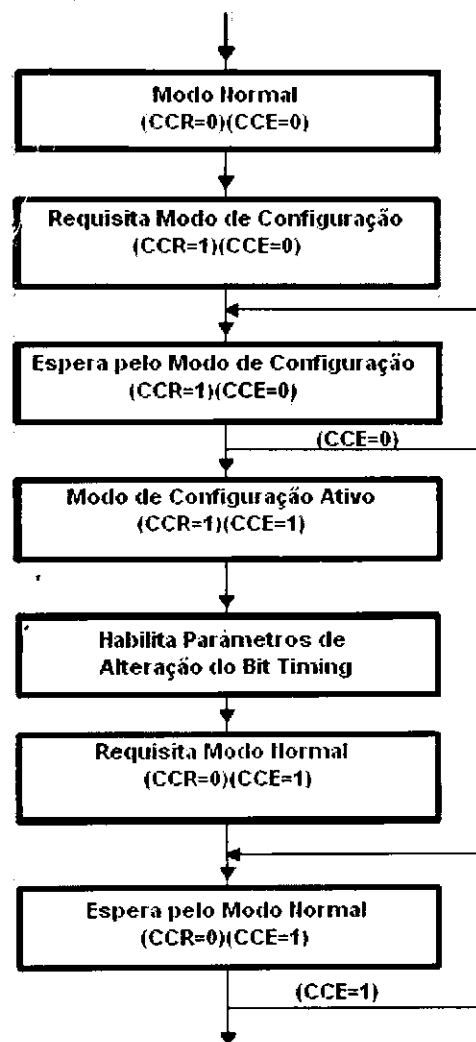 Modo Normal
(CCR=0)(CCE=0)
Requisita Modo de Configuração
(CCR=1)(CCE=0)
Espera pelo Modo de Configuração
(CCR=1)(CCE=0)
(CCE=0)
Modo de Configuração Ativo
(CCR=1)(CCE=1)
Habilita Parâmetros de
Alteração do Bit Timing
Requisita Modo Normal
(CCR=0)(CCE=1)
Espera pelo Modo Normal
(CCR=0)(CCE=1)
(CCE=1)